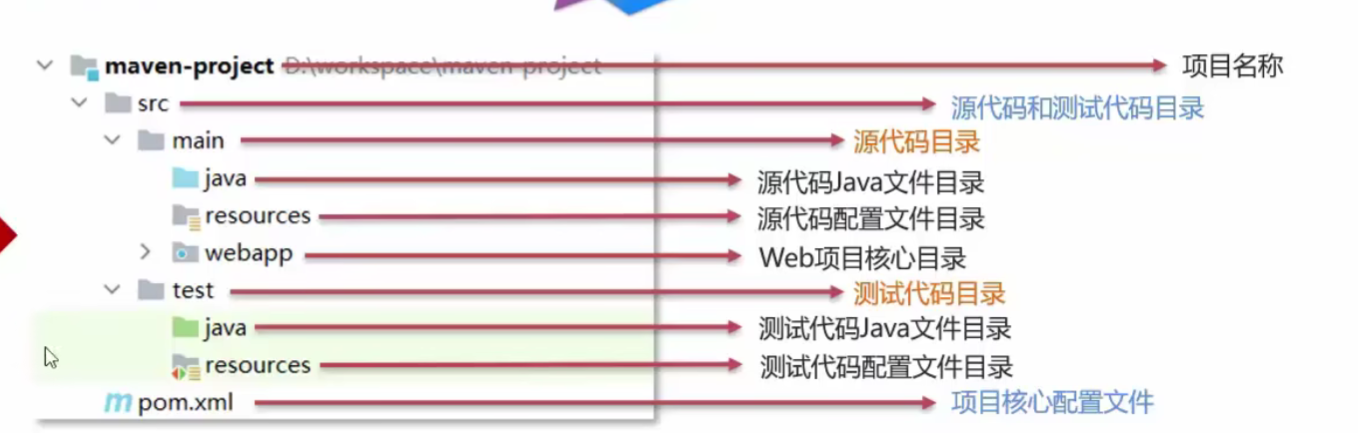 maven-project D:\workspace\maven-project 项目名称
src 源代码和测试代码目录
main 源代码目录
java 源代码Java文件目录
resources 源代码配置文件目录
webapp Web项目核心目录
test 测试代码目录
java 测试代码Java文件目录
resources 测试代码配置文件目录
m pom.xml 项目核心配置文件